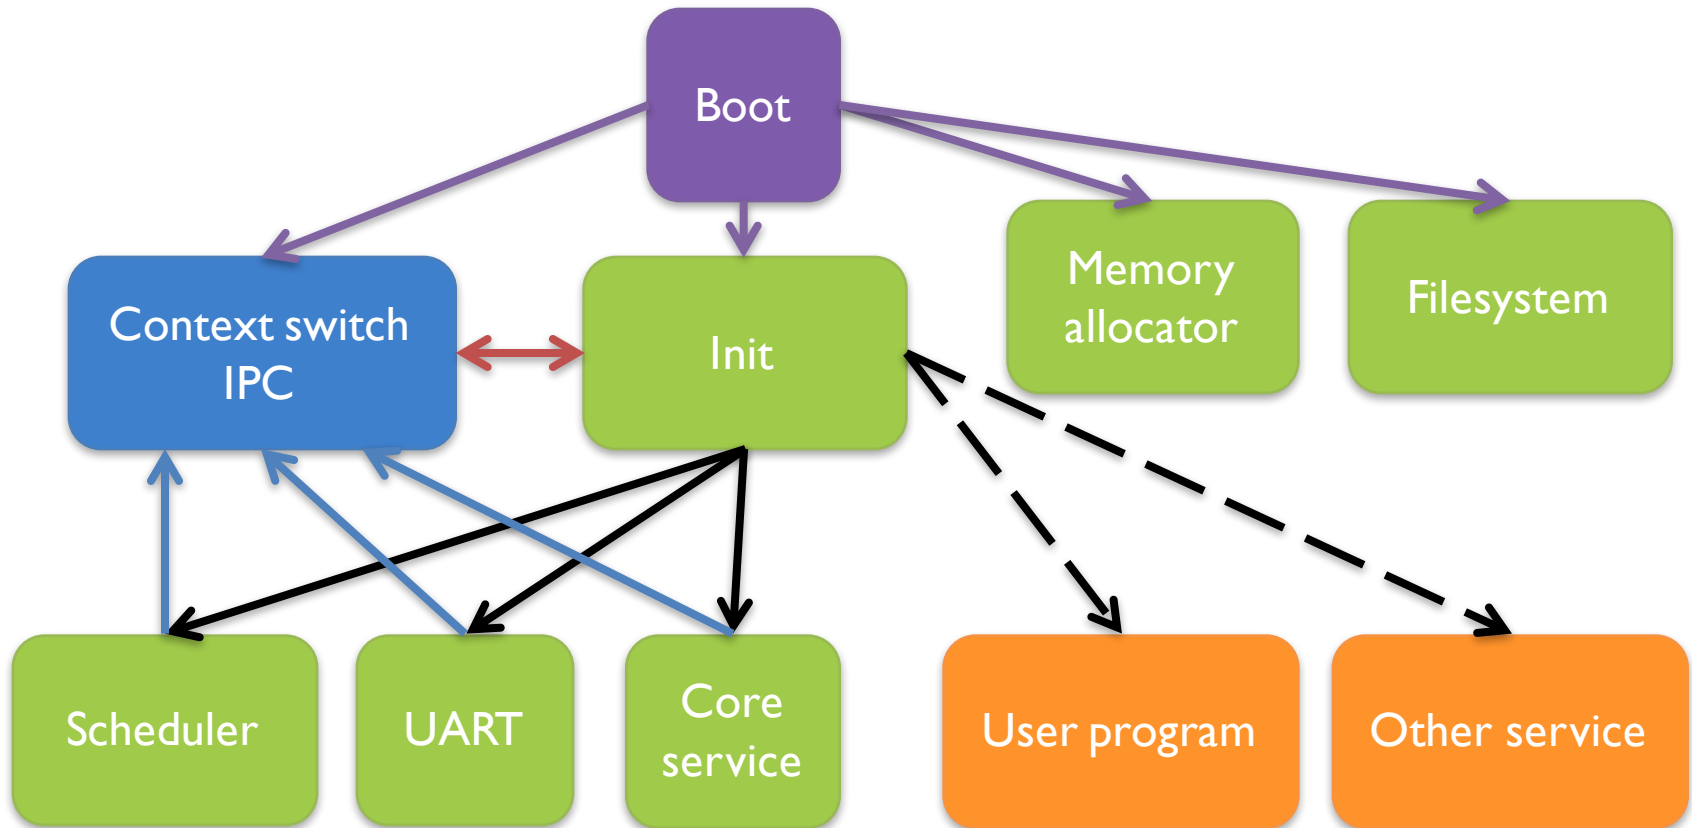 Boot
Context switch
IPC
Init
Memory
allocator
Filesystem
Scheduler
UART
Core
service
User program
Other service